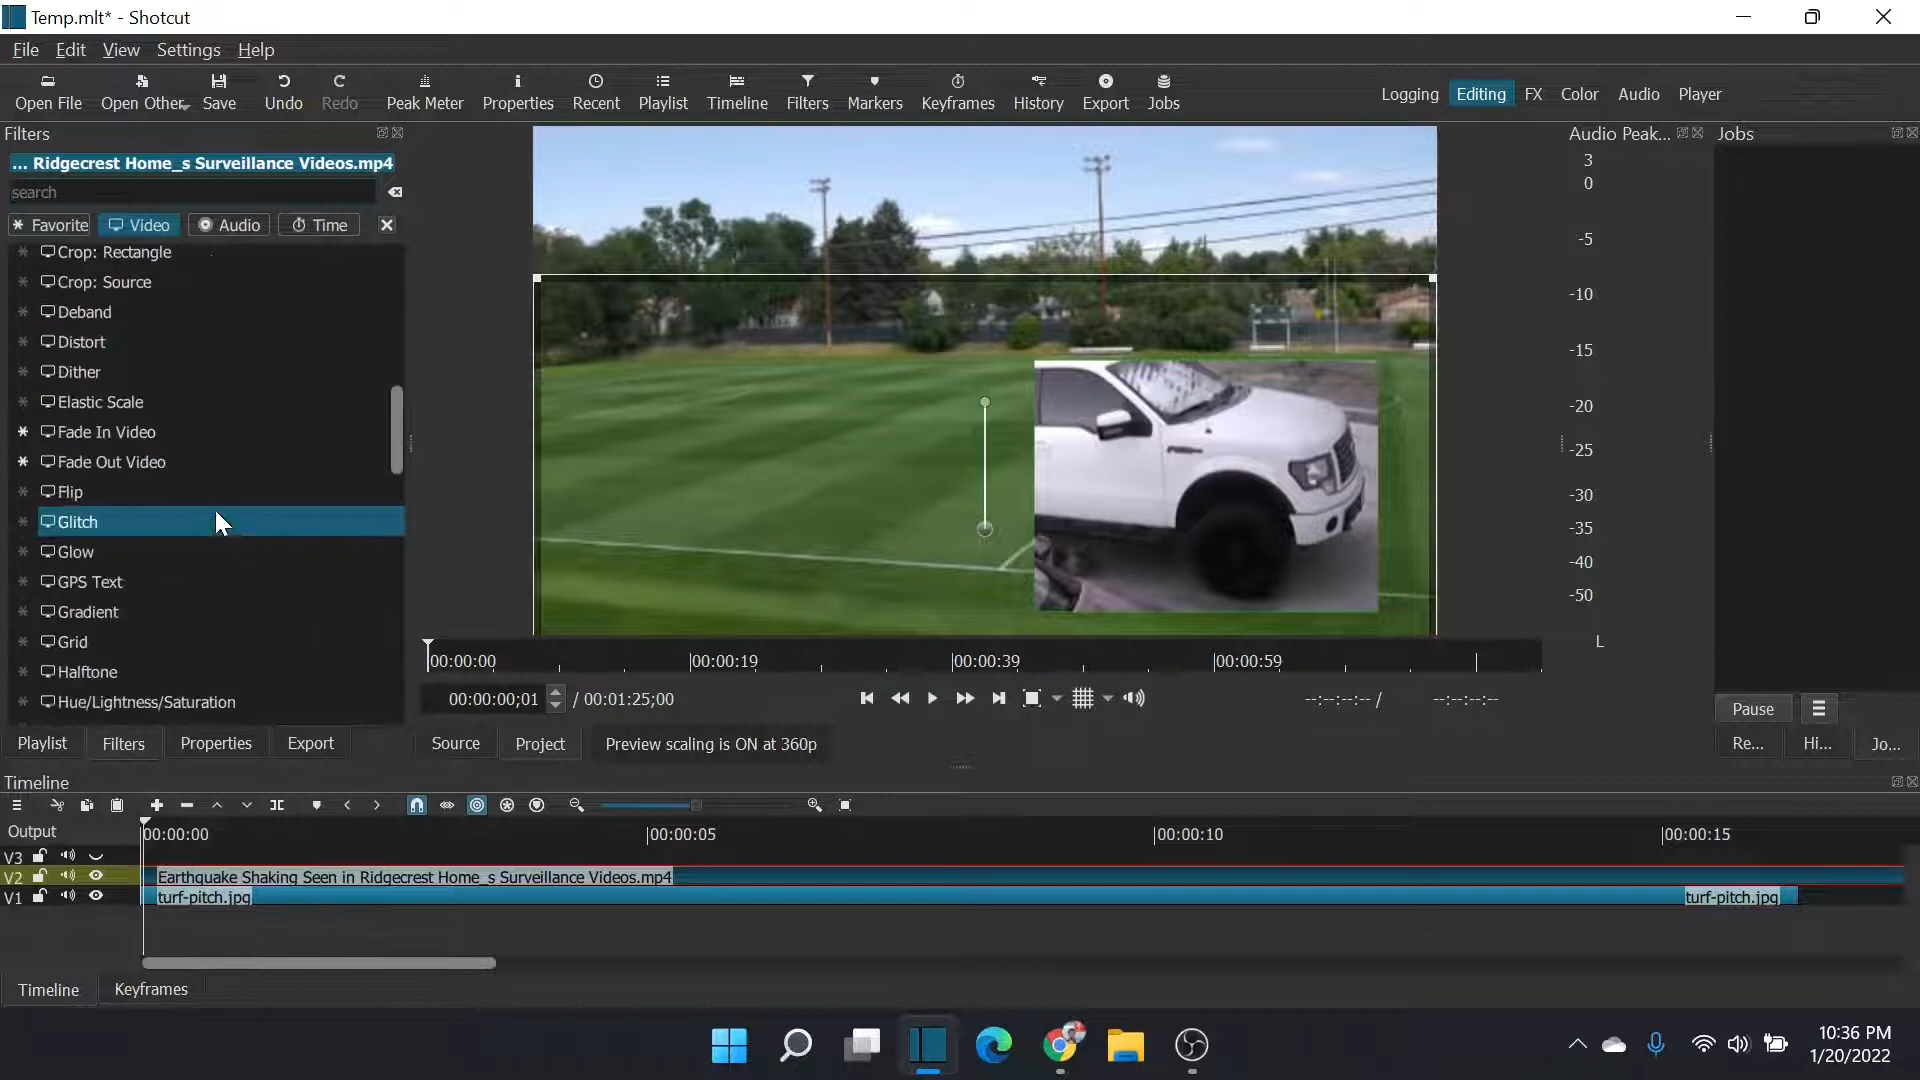 Temp.mlt* - Shotcut
File Edit View Settings Help
Open File Open Other Save Undo Redo Peak Meter Properties Recent Playlist Timeline Filters Markers Keyframes History Export Jobs
Logging Editing FX Color Audio Player
Filters
... Ridgecrest Home_s Surveillance Videos.mp4
search
Favorite Video Audio Time
Crop: Rectangle
Crop: Source
Deband
Distort
Dither
Elastic Scale
Fade In Video
Fade Out Video
Flip
Glitch
Glow
GPS Text
Gradient
Grid
Halftone
Hue/Lightness/Saturation
Playlist Filters Properties Export
00:00:00 00:00:19 00:00:39 00:00:59
00:00:00;01 / 00:01:25;00
--:--:--:-- / --:--:--:--
Source Project Preview scaling is ON at 360p
Audio Peak...
3
0
-5
-10
-15
-20
-25
-30
-35
-40
-50
L
Jobs
Pause
Re... Hi... Jo...
Timeline
Output
00:00:00 00:00:05 00:00:10 00:00:15
V3
V2 Earthquake Shaking Seen in Ridgecrest Home_s Surveillance Videos.mp4
V1 turf-pitch.jpg turf-pitch.jpg
Timeline Keyframes
10:36 PM
1/20/2022